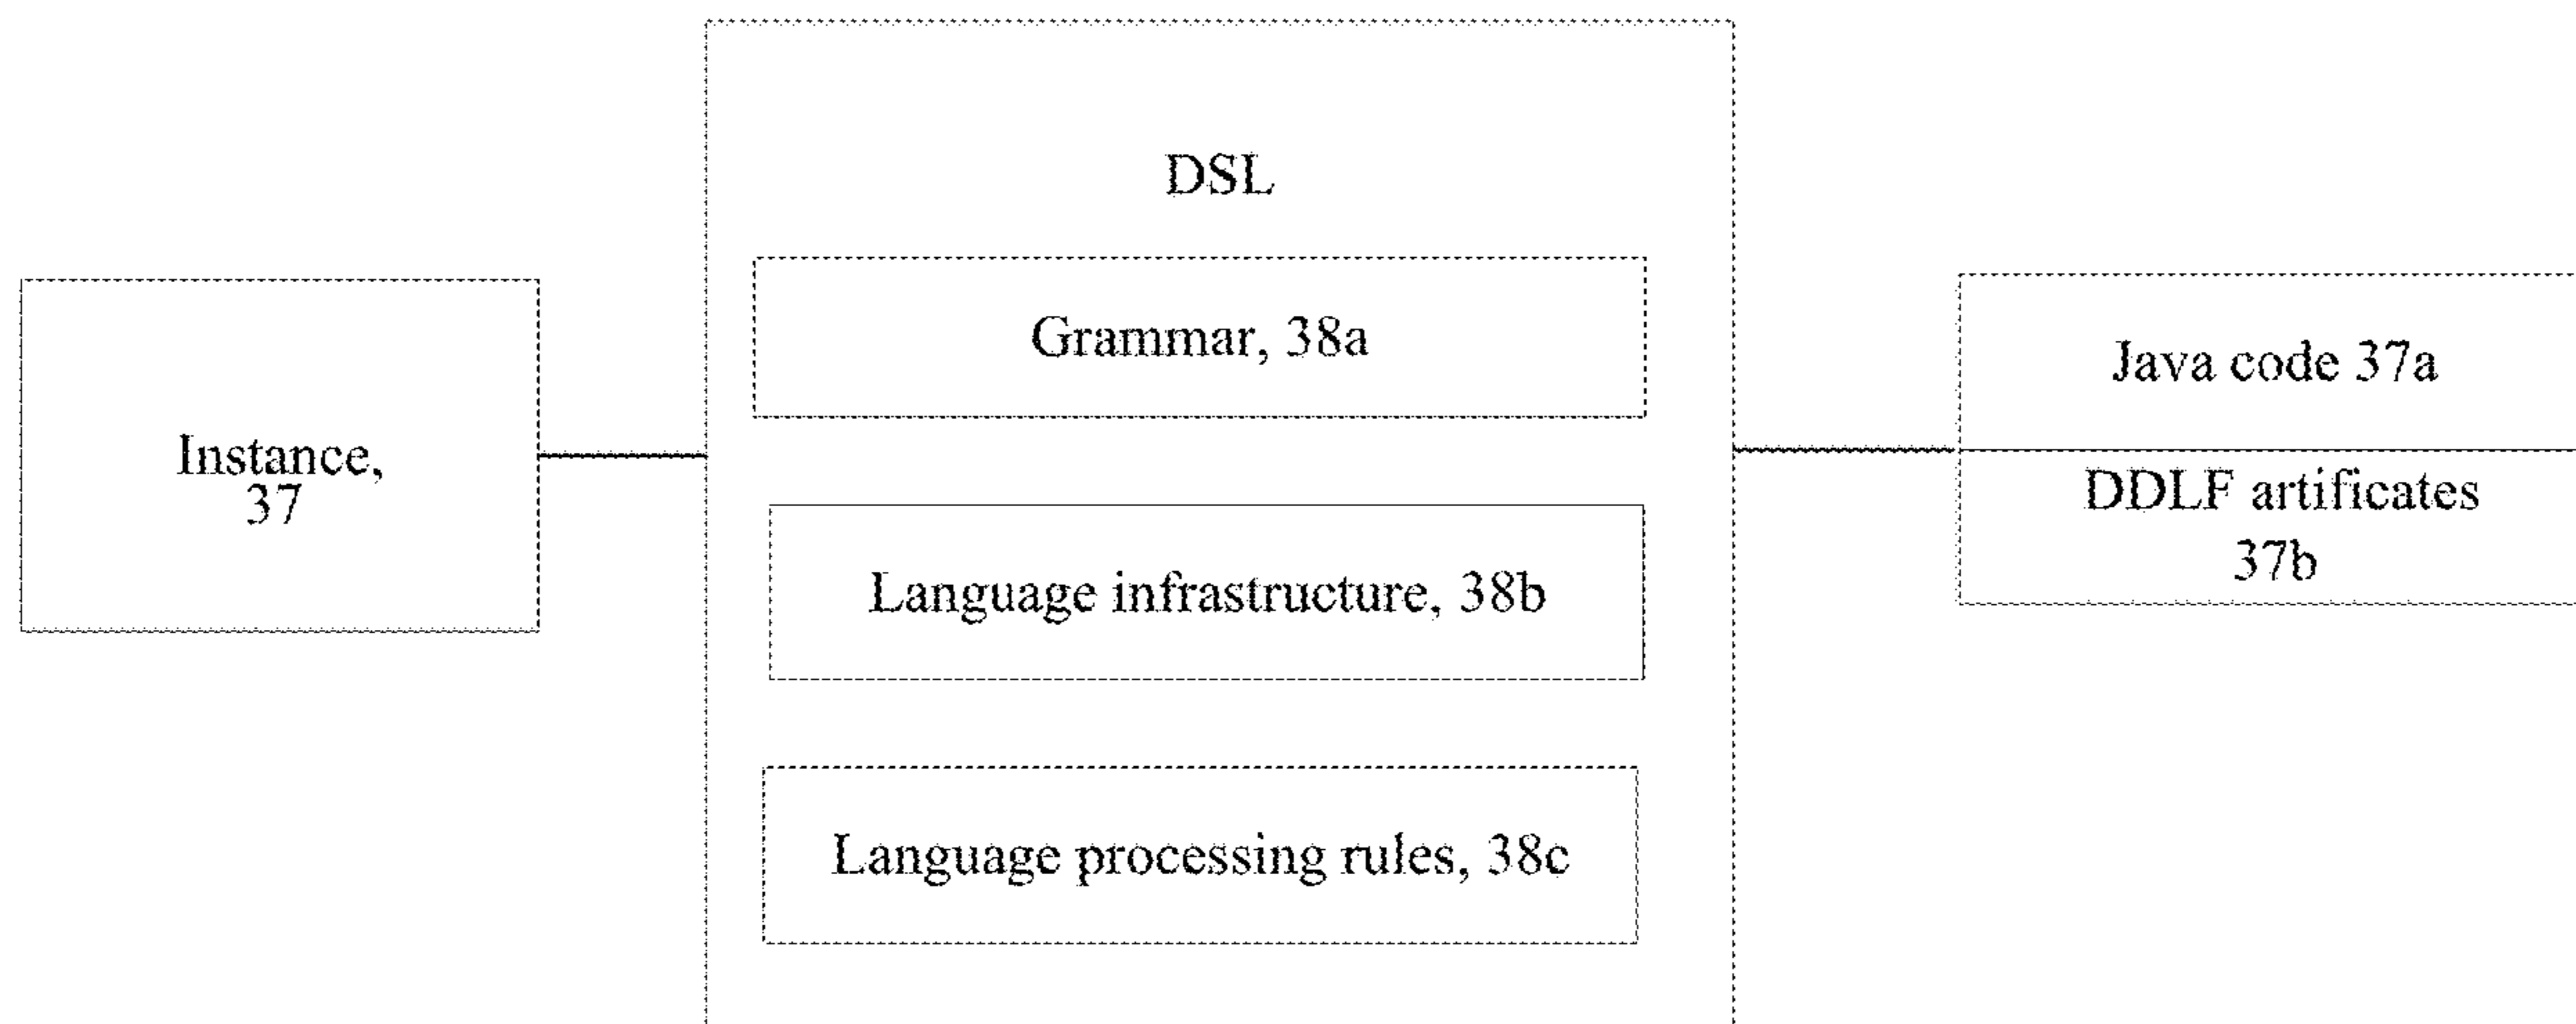 DSL
Instance,
37
Grammar, 38a
Language infrastructure, 38b
Language processing rules, 38c
Java code 37a
DDLF artificates
37b